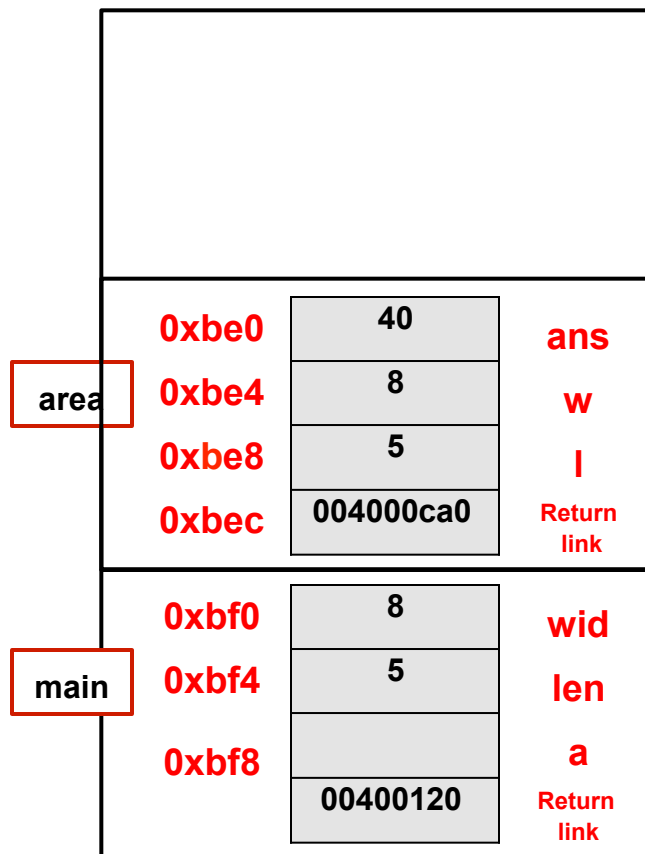 0xbe0 40 ans
area 0xbe4 8 w
0xbe8 5 l
0xbec 004000ca0 Return
link
0xbf0 8 wid
main 0xbf4 5 len
0xbf8 a
00400120 Return
link